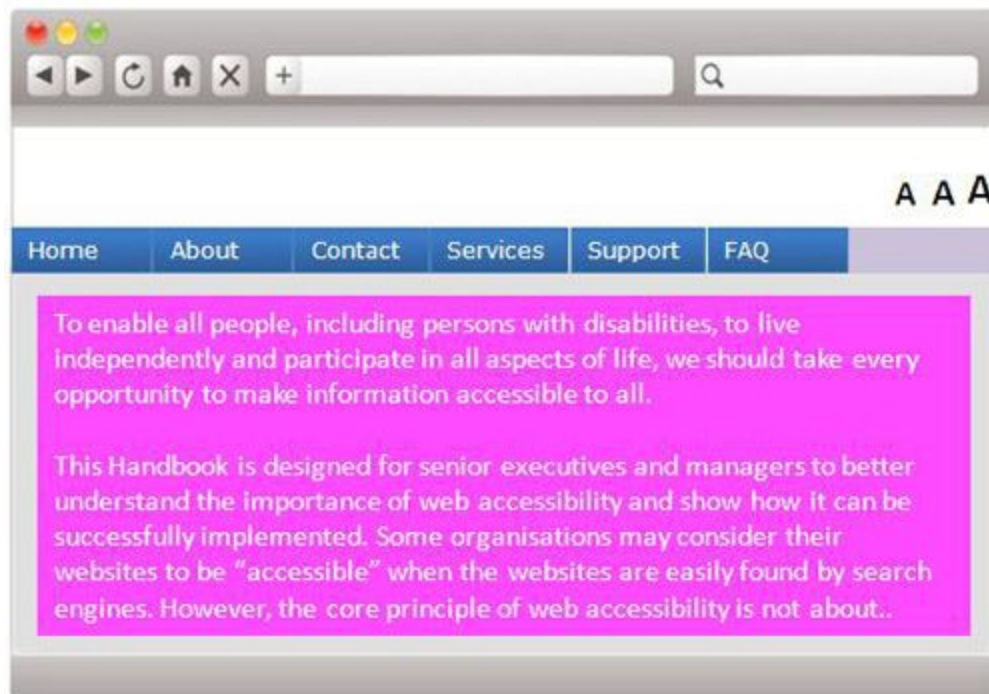 A A A
Home About Contact Services Support FAQ
To enable all people, including persons with disabilities, to live
independently and participate in all aspects of life, we should take every
opportunity to make information accessible to all.
This Handbook is designed for senior executives and managers to better
understand the importance of web accessibility and show how it can be
successfully implemented. Some organisations may consider their
websites to be “accessible” when the websites are easily found by search
engines. However, the core principle of web accessibility is not about..